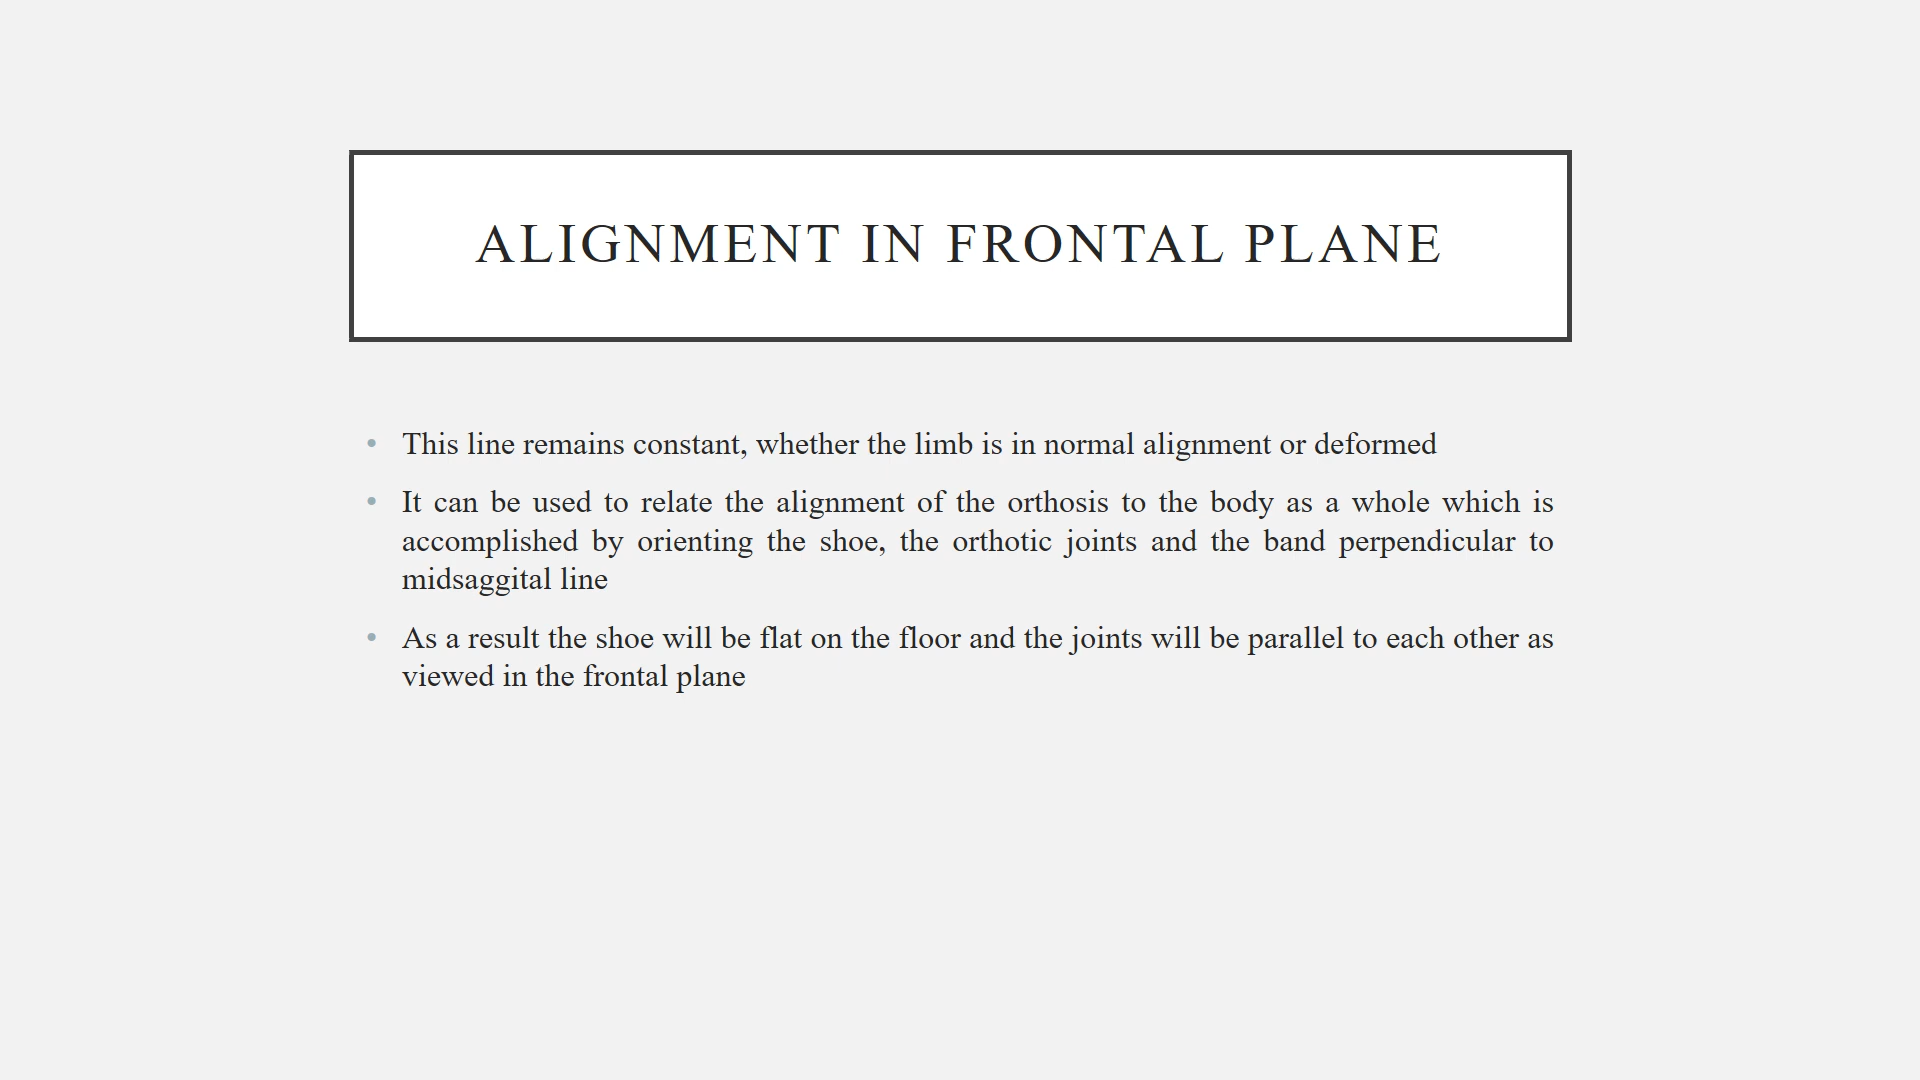 ALIGNMENT IN FRONTAL PLANE
• This line remains constant, whether the limb is in normal alignment or deformed
• It can be used to relate the alignment of the orthosis to the body as a whole which is
accomplished by orienting the shoe, the orthotic joints and the band perpendicular to
midsaggital line
• As a result the shoe will be flat on the floor and the joints will be parallel to each other as
viewed in the frontal plane